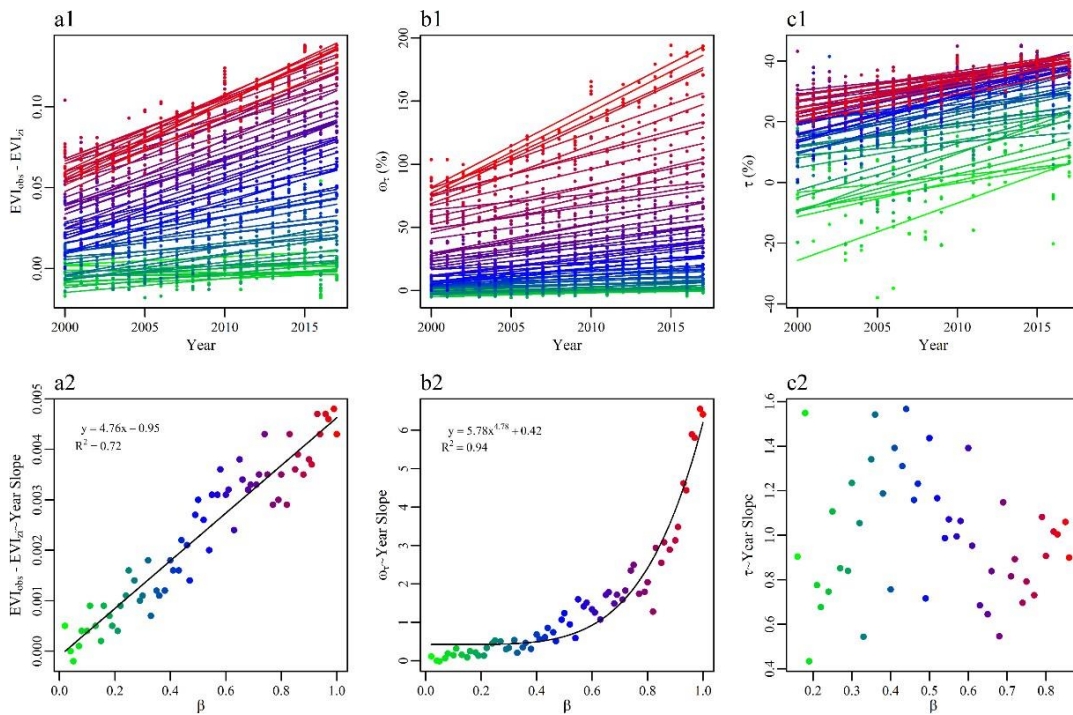 a1
b1
c1
EVIobs - EVIzi
0.00
0.05
0.10
2000
2005
2010
2015
Year
ωτ (%)
0
50
100
150
200
2000
2005
2010
2015
Year
τ (%)
-40
-20
0
20
40
2000
2005
2010
2015
Year
a2
b2
c2
EVIobs - EVIzi~Year Slope
0.000
0.001
0.002
0.003
0.004
0.005
y = 4.76x − 0.95
R² = 0.72
0.0
0.2
0.4
0.6
0.8
1.0
β
ωτ~Year Slope
0
1
2
3
4
5
6
y = 5.78x^4.78 + 0.42
R² = 0.94
0.0
0.2
0.4
0.6
0.8
1.0
β
τ~Year Slope
0.4
0.6
0.8
1.0
1.2
1.4
1.6
0.2
0.3
0.4
0.5
0.6
0.7
0.8
β